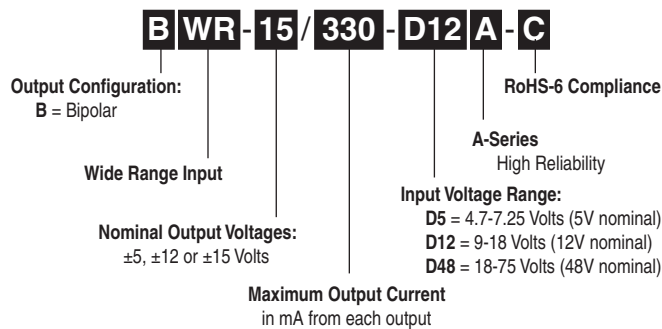 B WR - 15 / 330 - D12 A - C
Output Configuration:
B = Bipolar
RoHS-6 Compliance
A-Series
High Reliability
Wide Range Input
Input Voltage Range:
D5 = 4.7-7.25 Volts (5V nominal)
D12 = 9-18 Volts (12V nominal)
D48 = 18-75 Volts (48V nominal)
Nominal Output Voltages:
±5, ±12 or ±15 Volts
Maximum Output Current
in mA from each output